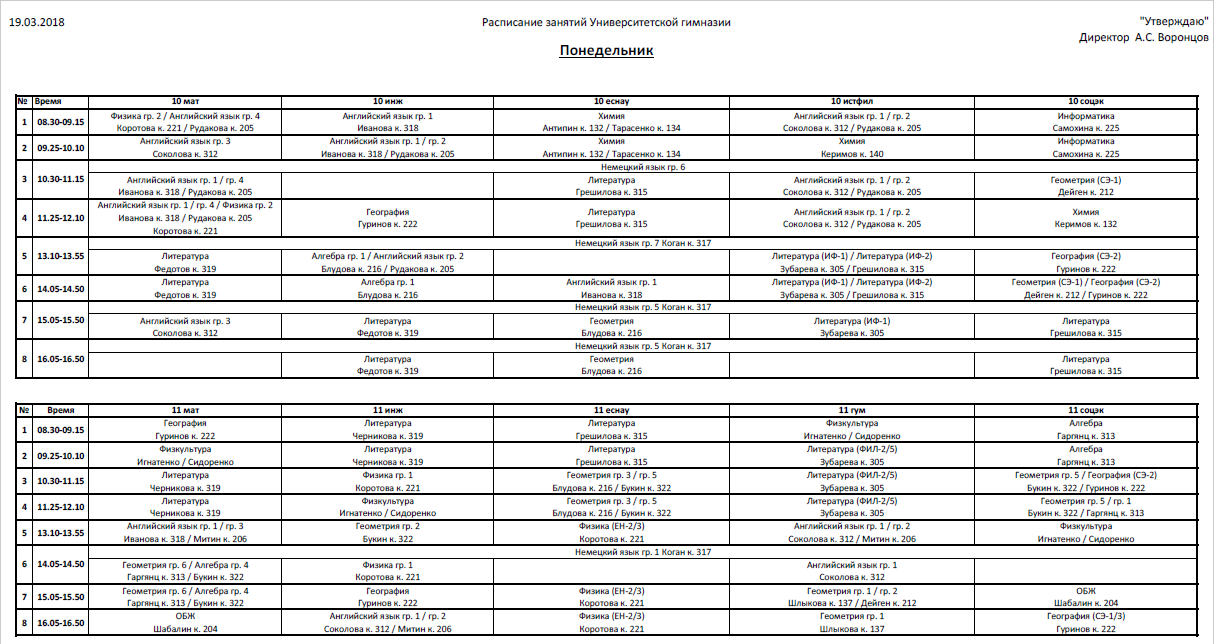 19.03.2018 Расписание занятий Университетской гимназии "Утверждаю"
Директор А.С. Воронцов
Понедельник
№ Время 10 мат 10 инж 10 еснау 10 истфил 10 соцэк
1 08.30-09.15 Физика гр. 2 / Английский язык гр. 4 Английский язык гр. 1 Химия Английский язык гр. 1 / гр. 2 Информатика
Коротова к. 221 / Рудакова к. 205 Иванова к. 318 Антипин к. 132 / Тарасенко к. 134 Соколова к. 312 / Рудакова к. 205 Самохина к. 225
2 09.25-10.10 Английский язык гр. 3 Английский язык гр. 1 / гр. 2 Химия Химия Информатика
Соколова к. 312 Иванова к. 318 / Рудакова к. 205 Антипин к. 132 / Тарасенко к. 134 Керимов к. 140 Самохина к. 225
3 10.30-11.15 Немецкий язык гр. 6
Английский язык гр. 1 / гр. 4 Литература Английский язык гр. 1 / гр. 2 Геометрия (СЭ-1)
Иванова к. 318 / Рудакова к. 205 Грешилова к. 315 Соколова к. 312 / Рудакова к. 205 Дейген к. 212
4 11.25-12.10 Английский язык гр. 1 / гр. 4 / Физика гр. 2 География Литература Английский язык гр. 1 / гр. 2 Химия
Иванова к. 318 / Рудакова к. 205 Гуринов к. 222 Грешилова к. 315 Соколова к. 312 / Рудакова к. 205 Керимов к. 132
Коротова к. 221
5 13.10-13.55 Немецкий язык гр. 7 Коган к. 317
Литература Алгебра гр. 1 / Английский язык гр. 2 Литература (ИФ-1) / Литература (ИФ-2) География (СЭ-2)
Федотов к. 319 Блудова к. 216 / Рудакова к. 205 Зубарева к. 305 / Грешилова к. 315 Гуринов к. 222
6 14.05-14.50 Литература Алгебра гр. 1 Английский язык гр. 1 Литература (ИФ-1) / Литература (ИФ-2) Геометрия (СЭ-1) / География (СЭ-2)
Федотов к. 319 Блудова к. 216 Иванова к. 318 Зубарева к. 305 / Грешилова к. 315 Дейген к. 212 / Гуринов к. 222
7 15.05-15.50 Немецкий язык гр. 5 Коган к. 317
Английский язык гр. 3 Литература Геометрия Литература (ИФ-1) Литература
Соколова к. 312 Федотов к. 319 Блудова к. 216 Зубарева к. 305 Грешилова к. 315
8 16.05-16.50 Немецкий язык гр. 5 Коган к. 317
Литература Геометрия Литература
Федотов к. 319 Блудова к. 216 Грешилова к. 315
№ Время 11 мат 11 инж 11 еснау 11 гум 11 соцэк
1 08.30-09.15 География Литература Литература Физкультура Алгебра
Гуринов к. 222 Черникова к. 319 Грешилова к. 315 Игнатенко / Сидоренко Гаргянц к. 313
2 09.25-10.10 Физкультура Литература Литература Литература (ФИЛ-2/5) Алгебра
Игнатенко / Сидоренко Черникова к. 319 Грешилова к. 315 Зубарева к. 305 Гаргянц к. 313
3 10.30-11.15 Литература Физика гр. 1 Геометрия гр. 3 / гр. 5 Литература (ФИЛ-2/5) Геометрия гр. 5 / География (СЭ-2)
Черникова к. 319 Коротова к. 221 Блудова к. 216 / Букин к. 322 Зубарева к. 305 Букин к. 322 / Гуринов к. 222
4 11.25-12.10 Литература Физкультура Геометрия гр. 3 / гр. 5 Литература (ФИЛ-2/5) Геометрия гр. 5 / гр. 1
Черникова к. 319 Игнатенко / Сидоренко Блудова к. 216 / Букин к. 322 Зубарева к. 305 Букин к. 322 / Гаргянц к. 313
5 13.10-13.55 Английский язык гр. 1 / гр. 3 Геометрия гр. 2 Физика (ЕН-2/3) Английский язык гр. 1 / гр. 2 Физкультура
Иванова к. 318 / Митин к. 206 Букин к. 322 Коротова к. 221 Соколова к. 312 / Митин к. 206 Игнатенко / Сидоренко
6 14.05-14.50 Немецкий язык гр. 1 Коган к. 317
Геометрия гр. 6 / Алгебра гр. 4 Физика гр. 1 Английский язык гр. 1
Гаргянц к. 313 / Букин к. 322 Коротова к. 221 Соколова к. 312
7 15.05-15.50 Геометрия гр. 6 / Алгебра гр. 4 География Физика (ЕН-2/3) Геометрия гр. 1 / гр. 2 ОБЖ
Гаргянц к. 313 / Букин к. 322 Гуринов к. 222 Коротова к. 221 Шлыкова к. 137 / Дейген к. 212 Шабалин к. 204
8 16.05-16.50 ОБЖ Английский язык гр. 1 / гр. 2 Физика (ЕН-2/3) Геометрия гр. 1 География (СЭ-1/3)
Шабалин к. 204 Соколова к. 312 / Митин к. 206 Коротова к. 221 Шлыкова к. 137 Гуринов к. 222